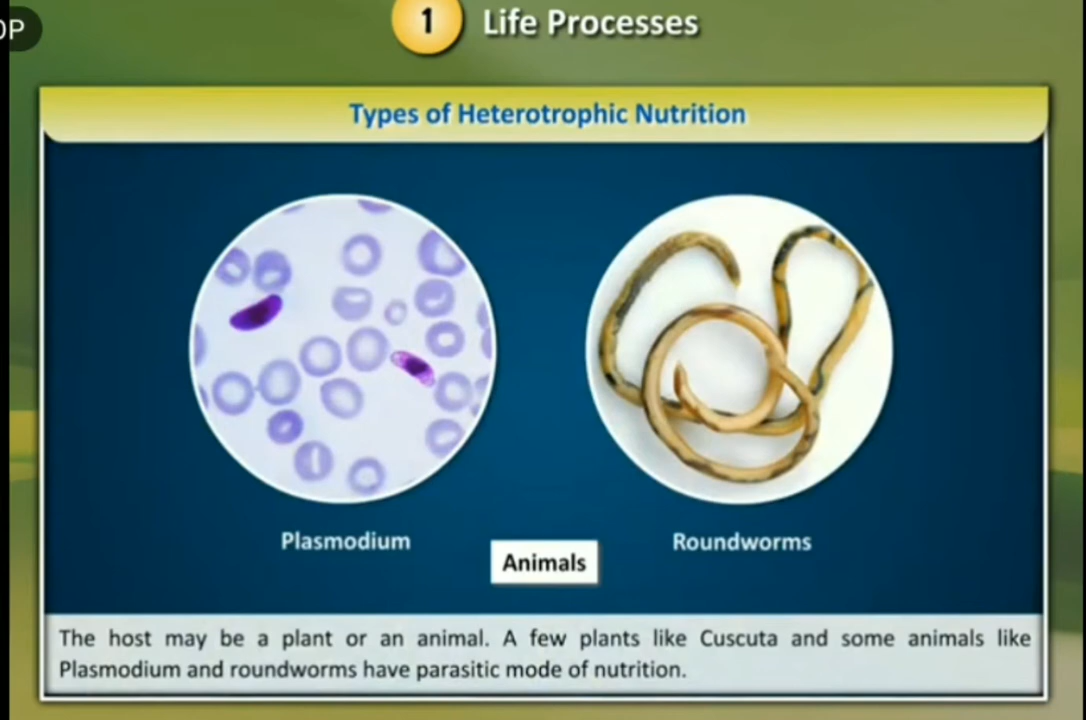 1 Life Processes
Types of Heterotrophic Nutrition
Plasmodium
Roundworms
Animals
The host may be a plant or an animal. A few plants like Cuscuta and some animals like
Plasmodium and roundworms have parasitic mode of nutrition.